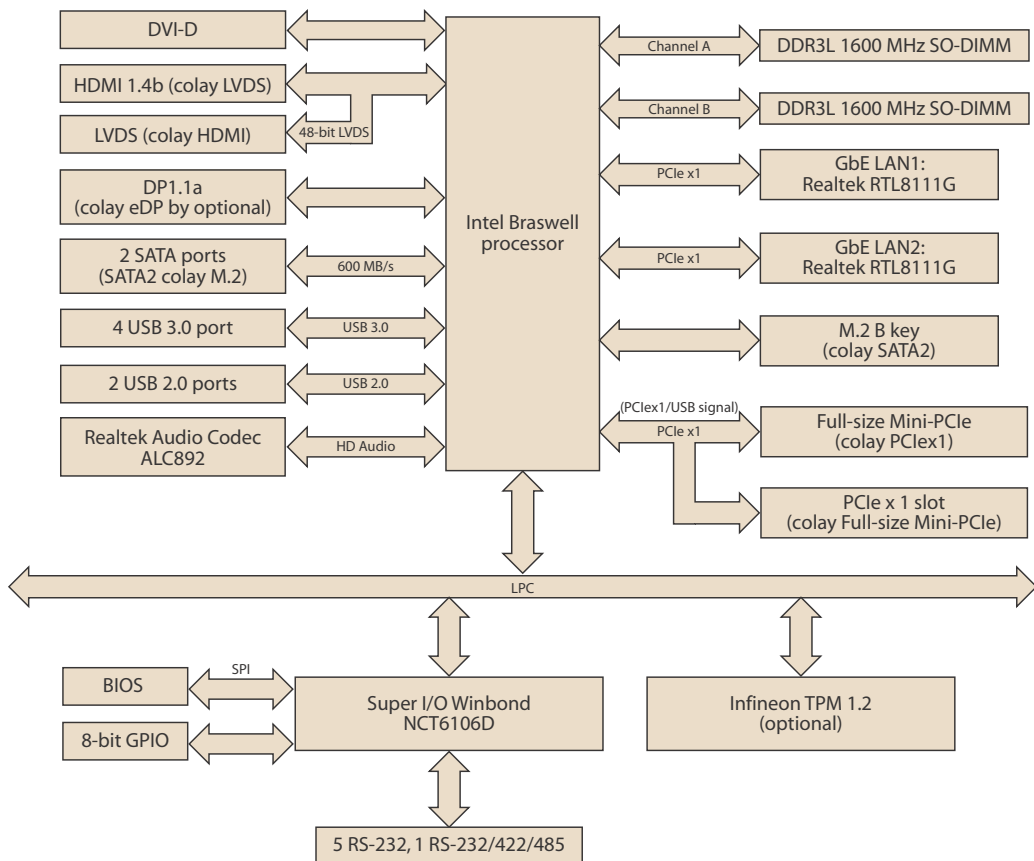 DVI-D
HDMI 1.4b (colay LVDS)
48-bit LVDS
LVDS (colay HDMI)
DP1.1a
(colay eDP by optional)
2 SATA ports
(SATA2 colay M.2)
600 MB/s
4 USB 3.0 port
USB 3.0
2 USB 2.0 ports
USB 2.0
Realtek Audio Codec
ALC892
HD Audio
Intel Braswell
processor
Channel A
DDR3L 1600 MHz SO-DIMM
Channel B
DDR3L 1600 MHz SO-DIMM
PCIe x1
GbE LAN1:
Realtek RTL8111G
PCIe x1
GbE LAN2:
Realtek RTL8111G
M.2 B key
(colay SATA2)
(PCIex1/USB signal)
PCIe x1
Full-size Mini-PCIe
(colay PCIex1)
PCIe x 1 slot
(colay Full-size Mini-PCIe)
LPC
BIOS
SPI
8-bit GPIO
Super I/O Winbond
NCT6106D
Infineon TPM 1.2
(optional)
5 RS-232, 1 RS-232/422/485